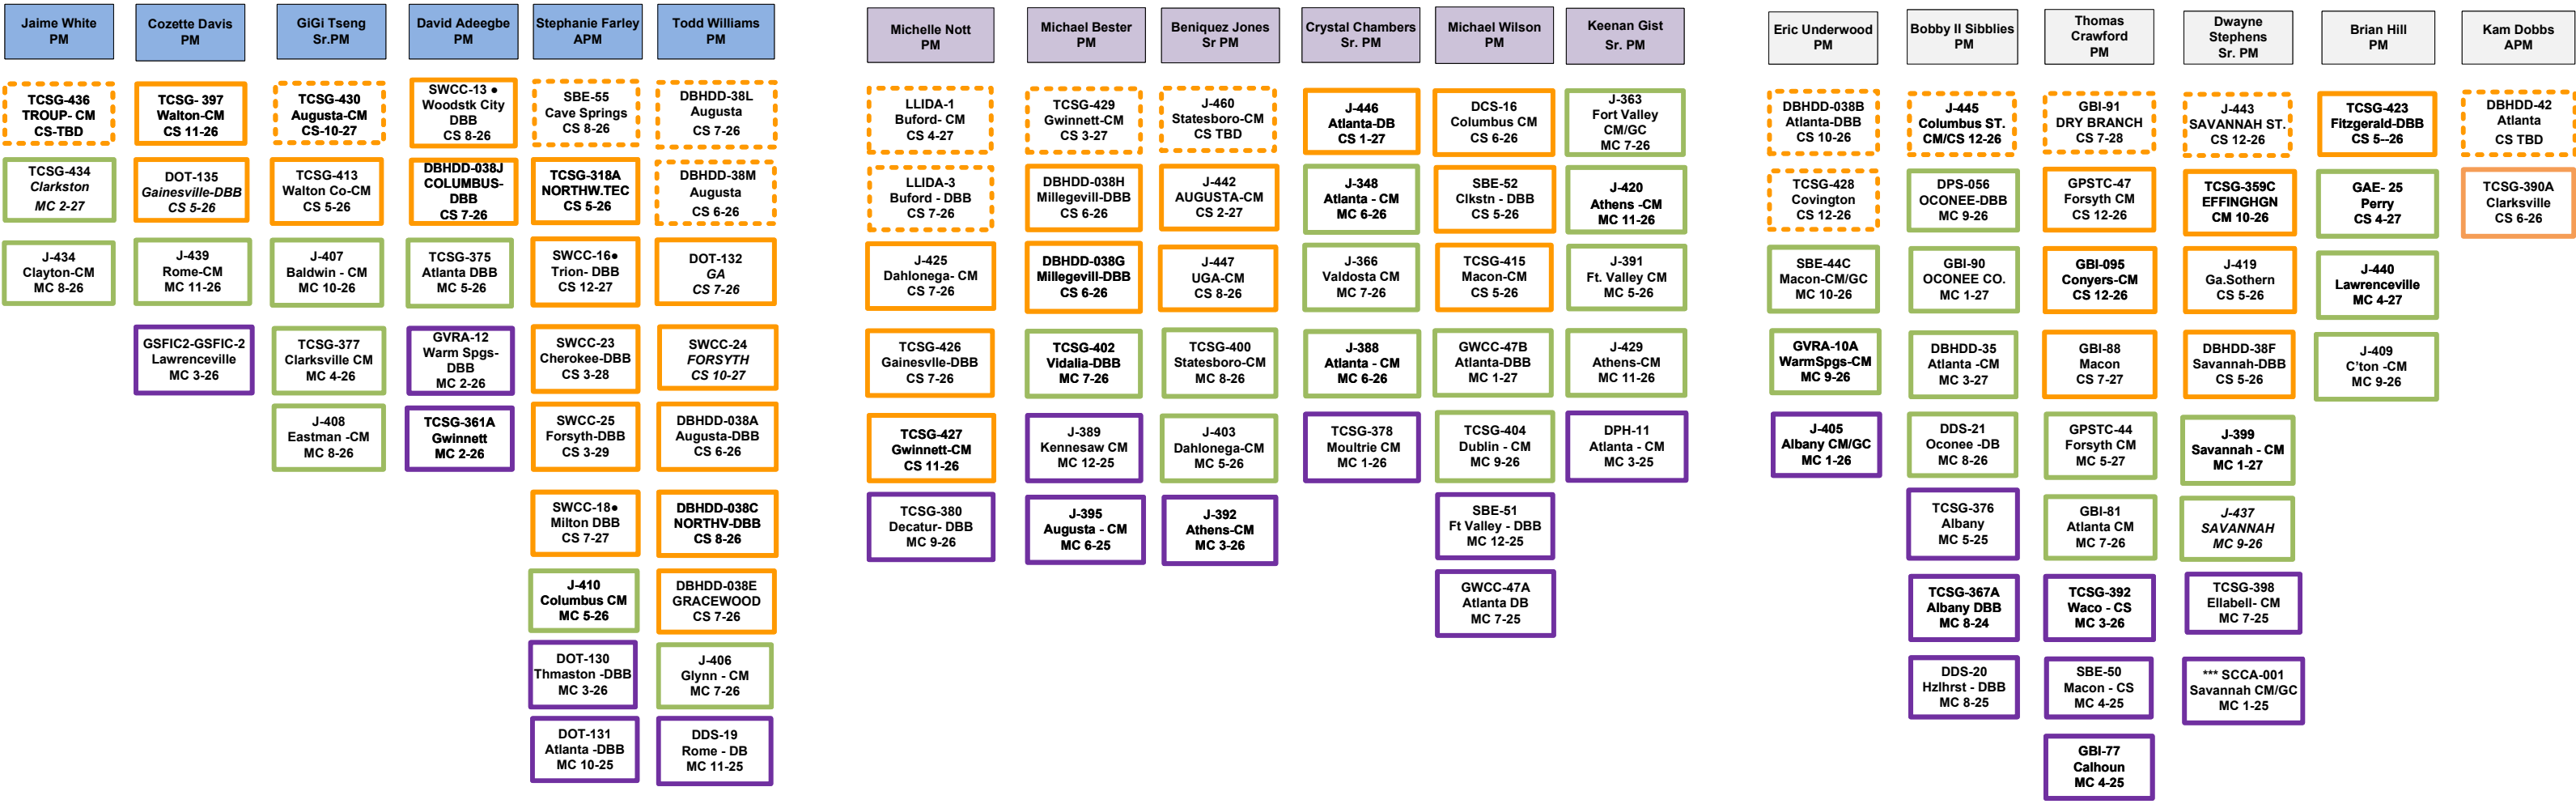 Jaime White
PM
TCSG-436
TROUP- CM
CS-TBD
TCSG-434
Clarkston
MC 2-27
J-434
Clayton-CM
MC 8-26
Cozette Davis
PM
TCSG- 397
Walton-CM
CS 11-26
DOT-135
Gainesville-DBB
CS 5-26
J-439
Rome-CM
MC 11-26
GSFIC2-GSFIC-2
Lawrenceville
MC 3-26
GiGi Tseng
Sr.PM
TCSG-430
Augusta-CM
CS-10-27
TCSG-413
Walton Co-CM
CS 5-26
J-407
Baldwin - CM
MC 10-26
TCSG-377
Clarksville CM
MC 4-26
J-408
Eastman -CM
MC 8-26
David Adeegbe
PM
SWCC-13 ●
Woodstk City
DBB
CS 8-26
DBHDD-038J
COLUMBUS-
DBB
CS 7-26
TCSG-375
Atlanta DBB
MC 5-26
GVRA-12
Warm Spgs-
DBB
MC 2-26
TCSG-361A
Gwinnett
MC 2-26
Stephanie Farley
APM
SBE-55
Cave Springs
CS 8-26
TCSG-318A
NORTHW.TEC
CS 5-26
SWCC-16●
Trion- DBB
CS 12-27
SWCC-23
Cherokee-DBB
CS 3-28
SWCC-25
Forsyth-DBB
CS 3-29
SWCC-18●
Milton DBB
CS 7-27
J-410
Columbus CM
MC 5-26
DOT-130
Thmaston -DBB
MC 3-26
DOT-131
Atlanta -DBB
MC 10-25
Todd Williams
PM
DBHDD-38L
Augusta
CS 7-26
DBHDD-38M
Augusta
CS 6-26
DOT-132
GA
CS 7-26
SWCC-24
FORSYTH
CS 10-27
DBHDD-038A
Augusta-DBB
CS 6-26
DBHDD-038C
NORTHV-DBB
CS 8-26
DBHDD-038E
GRACEWOOD
CS 7-26
J-406
Glynn - CM
MC 7-26
DDS-19
Rome - DB
MC 11-25
Michelle Nott
PM
LLIDA-1
Buford- CM
CS 4-27
LLIDA-3
Buford - DBB
CS 7-26
J-425
Dahlonega- CM
CS 7-26
TCSG-426
Gainesvlle-DBB
CS 7-26
TCSG-427
Gwinnett-CM
CS 11-26
TCSG-380
Decatur- DBB
MC 9-26
Michael Bester
PM
TCSG-429
Gwinnett-CM
CS 3-27
DBHDD-038H
Millegevill-DBB
CS 6-26
DBHDD-038G
Millegevill-DBB
CS 6-26
TCSG-402
Vidalia-DBB
MC 7-26
J-389
Kennesaw CM
MC 12-25
J-395
Augusta - CM
MC 6-25
Beniquez Jones
Sr PM
J-460
Statesboro-CM
CS TBD
J-442
AUGUSTA-CM
CS 2-27
J-447
UGA-CM
CS 8-26
TCSG-400
Statesboro-CM
MC 8-26
J-403
Dahlonega-CM
MC 5-26
J-392
Athens-CM
MC 3-26
Crystal Chambers
Sr. PM
J-446
Atlanta-DB
CS 1-27
J-348
Atlanta - CM
MC 6-26
J-366
Valdosta CM
MC 7-26
J-388
Atlanta - CM
MC 6-26
TCSG-378
Moultrie CM
MC 1-26
Michael Wilson
PM
DCS-16
Columbus CM
CS 6-26
SBE-52
Clkstn - DBB
CS 5-26
TCSG-415
Macon-CM
CS 5-26
GWCC-47B
Atlanta-DBB
MC 1-27
TCSG-404
Dublin - CM
MC 9-26
SBE-51
Ft Valley - DBB
MC 12-25
GWCC-47A
Atlanta DB
MC 7-25
Keenan Gist
Sr. PM
J-363
Fort Valley
CM/GC
MC 7-26
J-420
Athens -CM
MC 11-26
J-391
Ft. Valley CM
MC 5-26
J-429
Athens-CM
MC 11-26
DPH-11
Atlanta - CM
MC 3-25
Eric Underwood
PM
DBHDD-038B
Atlanta-DBB
CS 10-26
TCSG-428
Covington
CS 12-26
SBE-44C
Macon-CM/GC
MC 10-26
GVRA-10A
WarmSpgs-CM
MC 9-26
J-405
Albany CM/GC
MC 1-26
Bobby II Sibblies
PM
J-445
Columbus ST.
CM/CS 12-26
DPS-056
OCONEE-DBB
MC 9-26
GBI-90
OCONEE CO.
MC 1-27
DBHDD-35
Atlanta -CM
MC 3-27
DDS-21
Oconee -DB
MC 8-26
TCSG-376
Albany
MC 5-25
TCSG-367A
Albany DBB
MC 8-24
DDS-20
Hzlhrst - DBB
MC 8-25
Thomas
Crawford
PM
GBI-91
DRY BRANCH
CS 7-28
GPSTC-47
Forsyth CM
CS 12-26
GBI-095
Conyers-CM
CS 12-26
GBI-88
Macon
CS 7-27
GPSTC-44
Forsyth CM
MC 5-27
GBI-81
Atlanta CM
MC 7-26
TCSG-392
Waco - CS
MC 3-26
SBE-50
Macon - CS
MC 4-25
GBI-77
Calhoun
MC 4-25
Dwayne
Stephens
Sr. PM
J-443
SAVANNAH ST.
CS 12-26
TCSG-359C
EFFINGHGN
CM 10-26
J-419
Ga.Sothern
CS 5-26
DBHDD-38F
Savannah-DBB
CS 5-26
J-399
Savannah - CM
MC 1-27
J-437
SAVANNAH
MC 9-26
TCSG-398
Ellabell- CM
MC 7-25
*** SCCA-001
Savannah CM/GC
MC 1-25
Brian Hill
PM
TCSG-423
Fitzgerald-DBB
CS 5--26
GAE- 25
Perry
CS 4-27
J-440
Lawrenceville
MC 4-27
J-409
C'ton -CM
MC 9-26
Kam Dobbs
APM
DBHDD-42
Atlanta
CS TBD
TCSG-390A
Clarksville
CS 6-26